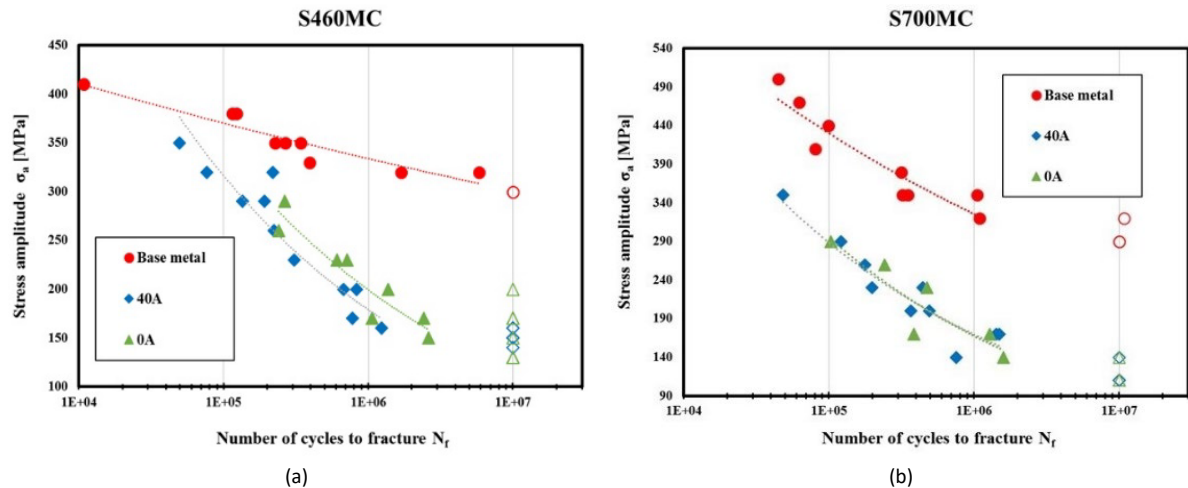 S460MC
Stress amplitude σₐ [MPa]
450
400
350
300
250
200
150
100
Base metal
40A
0A
1E+04 1E+05 1E+06 1E+07
Number of cycles to fracture Nf
(a)
S700MC
Stress amplitude σₐ [MPa]
540
490
440
390
340
290
240
190
140
90
Base metal
40A
0A
1E+04 1E+05 1E+06 1E+07
Number of cycles to fracture Nf
(b)